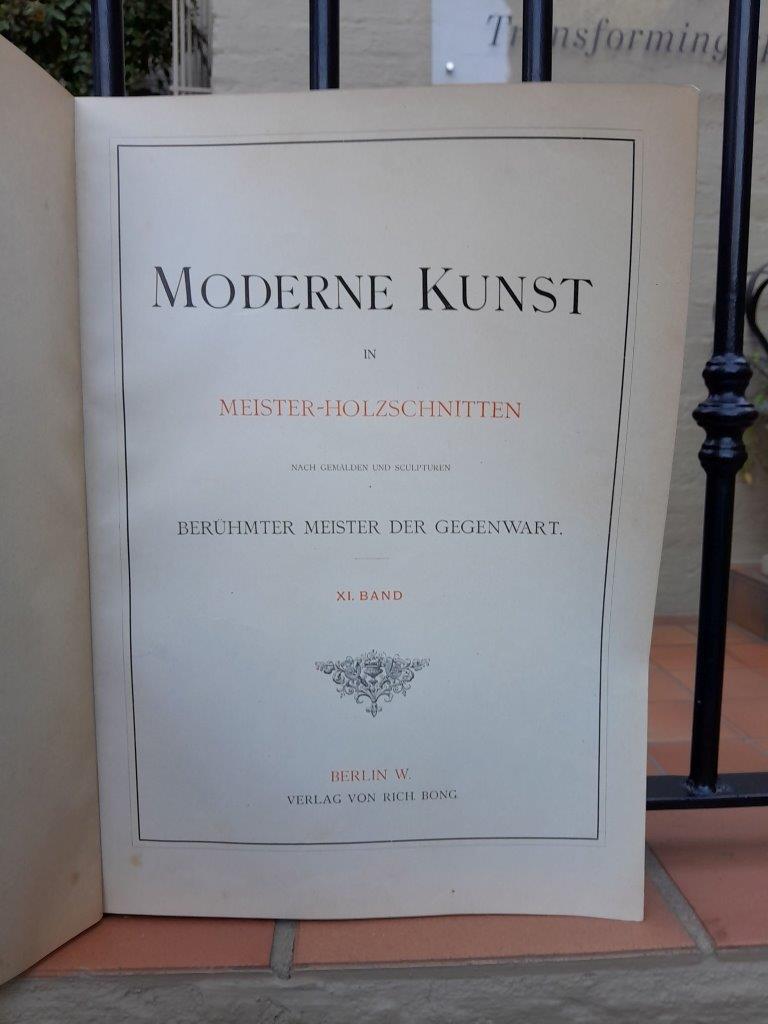 Transforming
MODERNE KUNST
IN
MEISTER-HOLZSCHNITTEN
NACH GEMÄLDEN UND SCULPTUREN
BERÜHMTER MEISTER DER GEGENWART.
XI. BAND
BERLIN W.
VERLAG VON RICH. BONG